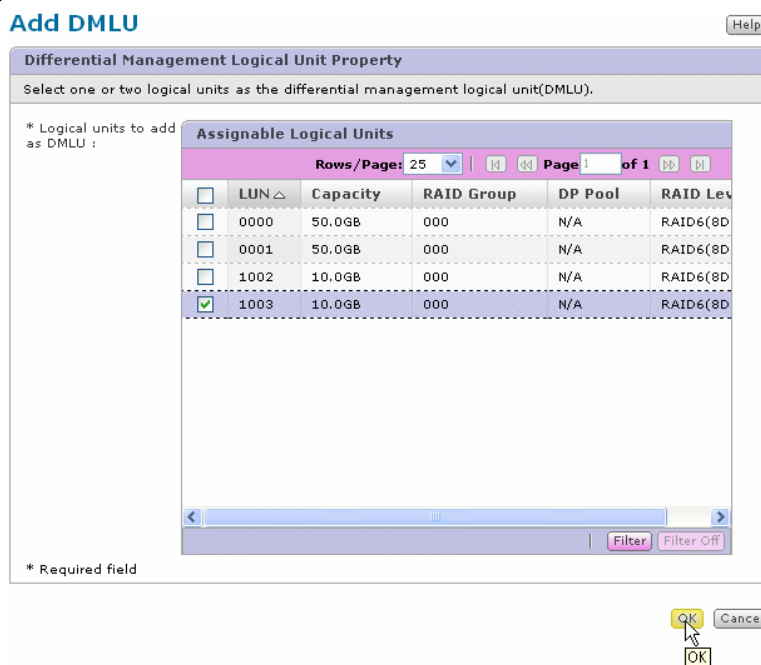 Add DMLU
Help
Differential Management Logical Unit Property
Select one or two logical units as the differential management logical unit(DMLU).
* Logical units to add
as DMLU :
Assignable Logical Units
Rows/Page: 25 | Page 1 of 1
LUN Capacity RAID Group DP Pool RAID Lev
0000 50.0GB 000 N/A RAID6(8D
0001 50.0GB 000 N/A RAID6(8D
1002 10.0GB 000 N/A RAID6(8D
1003 10.0GB 000 N/A RAID6(8D
| Filter Filter Off
* Required field
OK Cance
OK